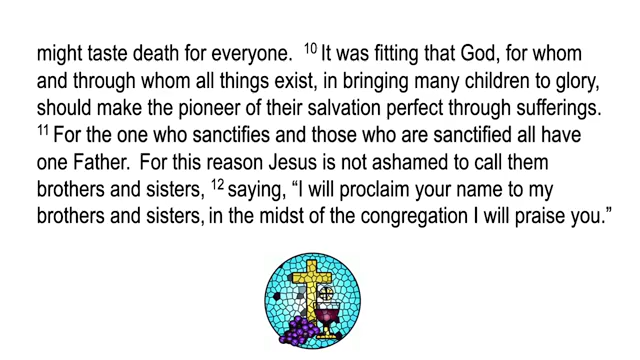 might taste death for everyone. 10 It was fitting that God, for whom
and through whom all things exist, in bringing many children to glory,
should make the pioneer of their salvation perfect through sufferings.
11 For the one who sanctifies and those who are sanctified all have
one Father. For this reason Jesus is not ashamed to call them
brothers and sisters, 12 saying, “I will proclaim your name to my
brothers and sisters, in the midst of the congregation I will praise you.”